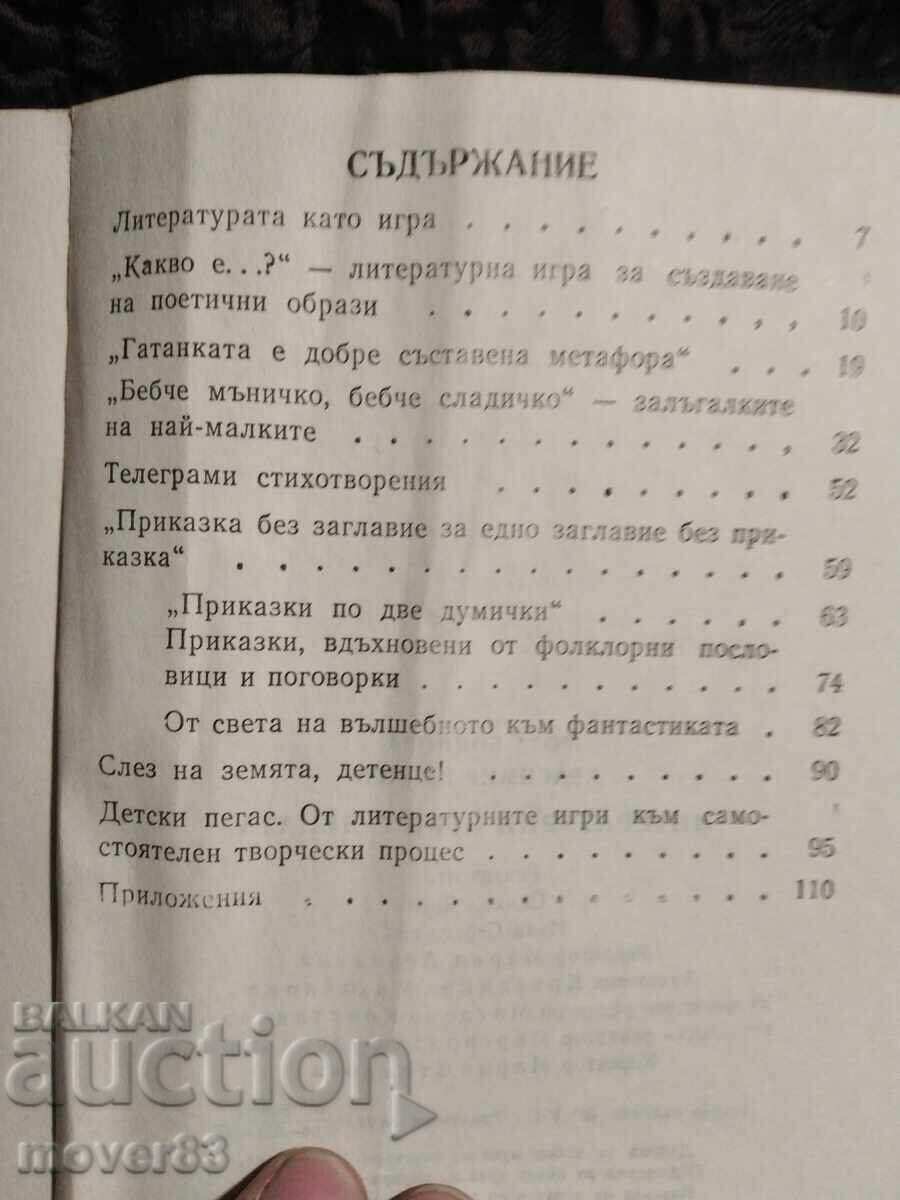 СЪДЪРЖАНИЕ
Литературата като игра . . . . . . . . . . 7
„Какво е. . .?“ — литературна игра за създаване
на поетични образи . . . . . . . . . . . 10
„Гатанката е добре съставена метафора“ . . . 19
„Бебче мъничко, бебче сладичко“ — залъгалките
на най-малките . . . . . . . . . . . . 32
Телеграми стихотворения . . . . . . . . . 52
„Приказка без заглавие за едно заглавие без при-
казка“ . . . . . . . . . . . . . . . 59
„Приказки по две думички“ . . . . . . 63
Приказки, вдъхновени от фолклорни посло-
вици и поговорки . . . . . . . . . . . 74
От света на вълшебното към фантастиката . 82
Слез на земята, детенце! . . . . . . . . . 90
Детски пегас. От литературните игри към само-
стоятелен творчески процес . . . . . . . . . 95
Приложения . . . . . . . . . . . . . 110
BALKAN
auction
mover83